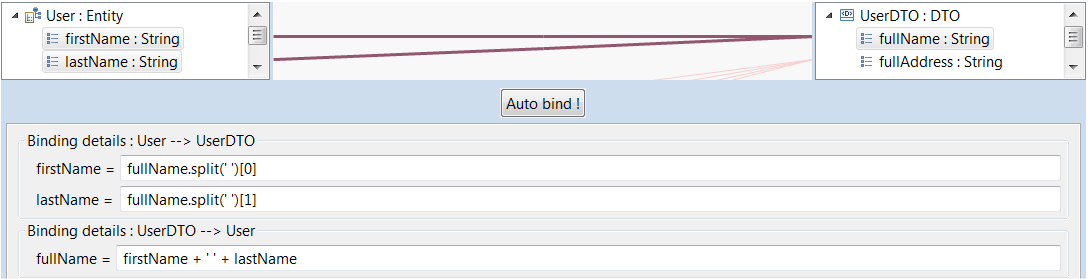 User : Entity
firstName : String
lastName : String
UserDTO : DTO
fullName : String
fullAddress : String
Auto bind !
Binding details : User --> UserDTO
firstName = fullName.split(' ')[0]
lastName = fullName.split(' ')[1]
Binding details : UserDTO --> User
fullName = firstName + ' ' + lastName